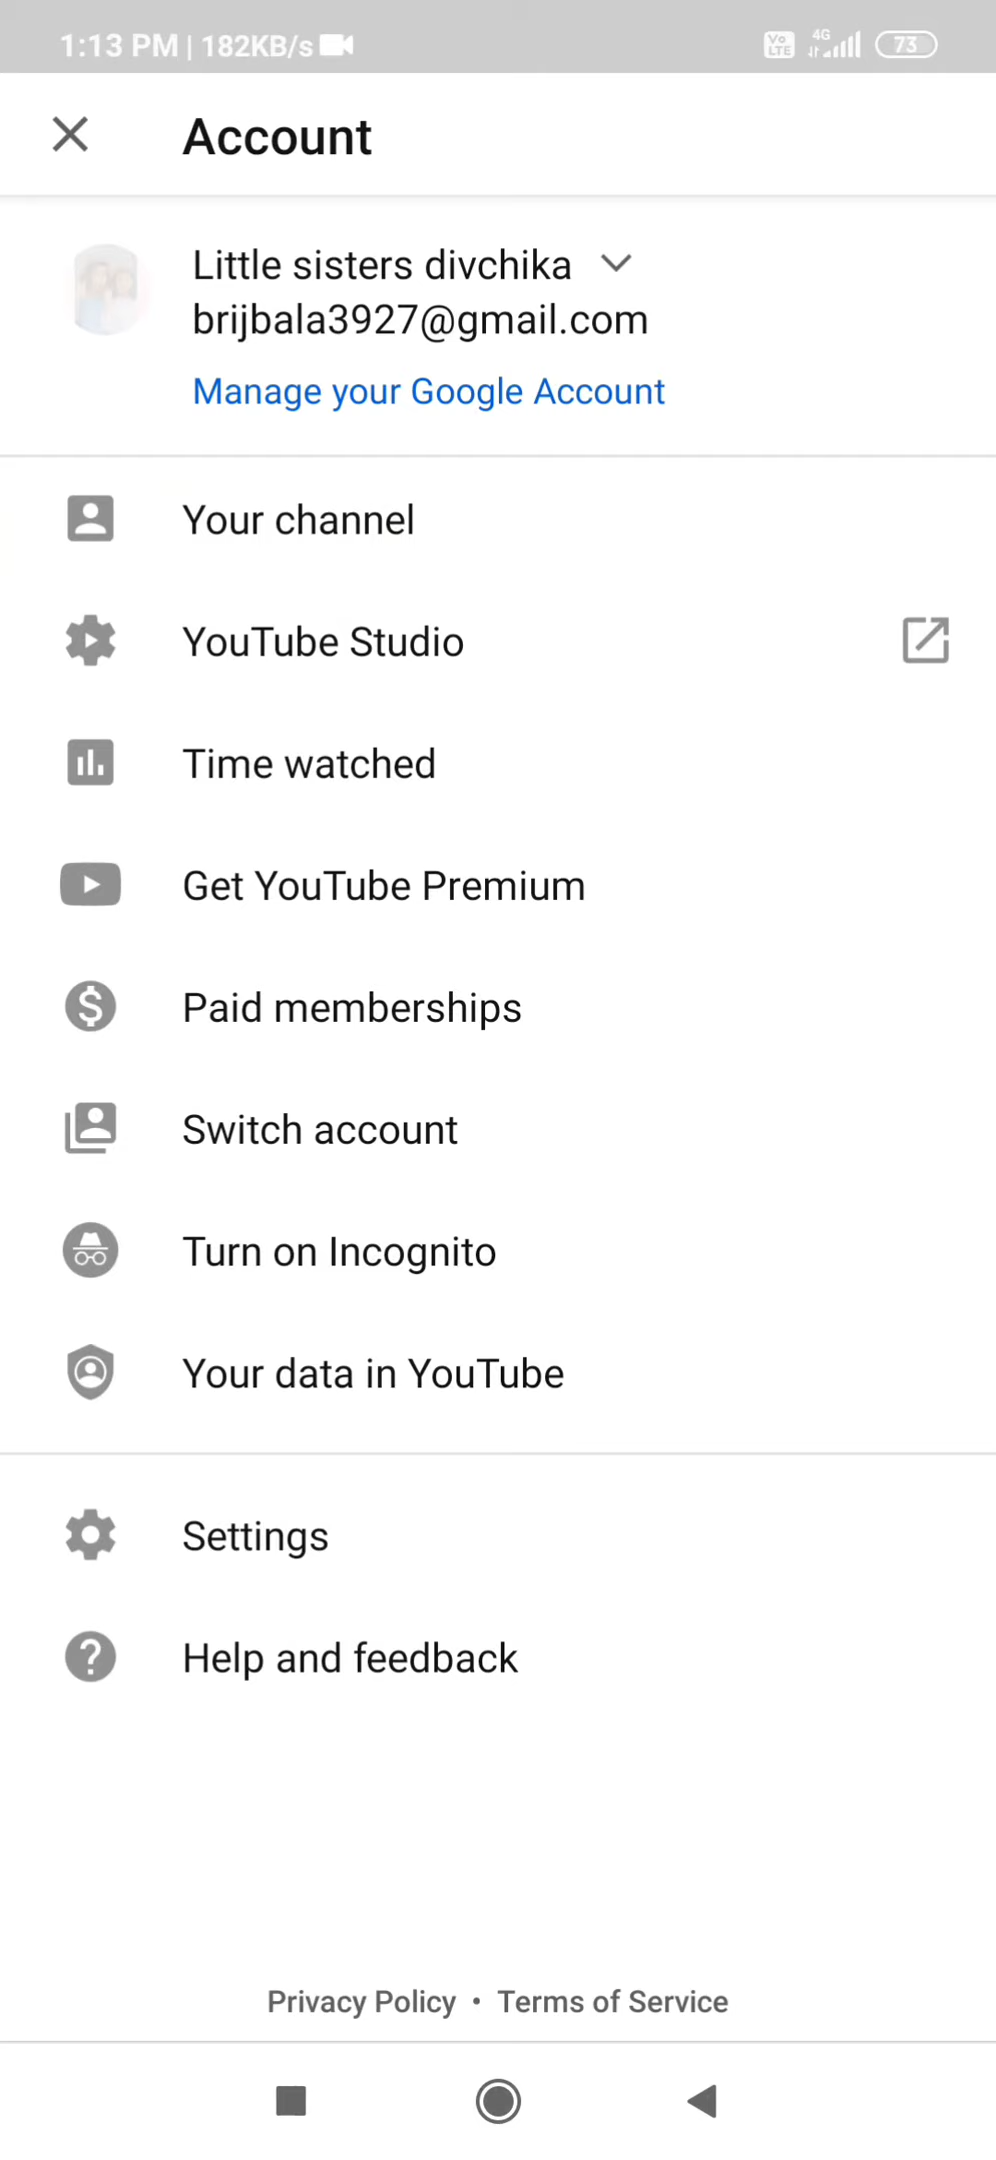 1:13 PM | 182KB/s
Vo LTE 4G 73
Account
Little sisters divchika
brijbala3927@gmail.com
Manage your Google Account
Your channel
YouTube Studio
Time watched
Get YouTube Premium
Paid memberships
Switch account
Turn on Incognito
Your data in YouTube
Settings
Help and feedback
Privacy Policy • Terms of Service